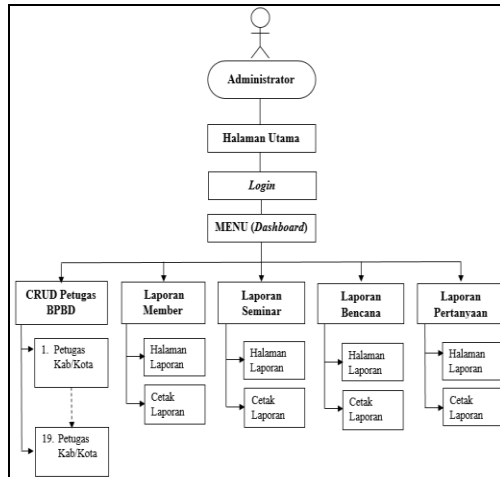 Administrator
Halaman Utama
Login
MENU (Dashboard)
CRUD Petugas
BPBD
Laporan
Member
Laporan
Seminar
Laporan
Bencana
Laporan
Pertanyaan
1. Petugas
Kab/Kota
Halaman
Laporan
Halaman
Laporan
Halaman
Laporan
Halaman
Laporan
Cetak
Laporan
Cetak
Laporan
Cetak
Laporan
Cetak
Laporan
19. Petugas
Kab/Kota